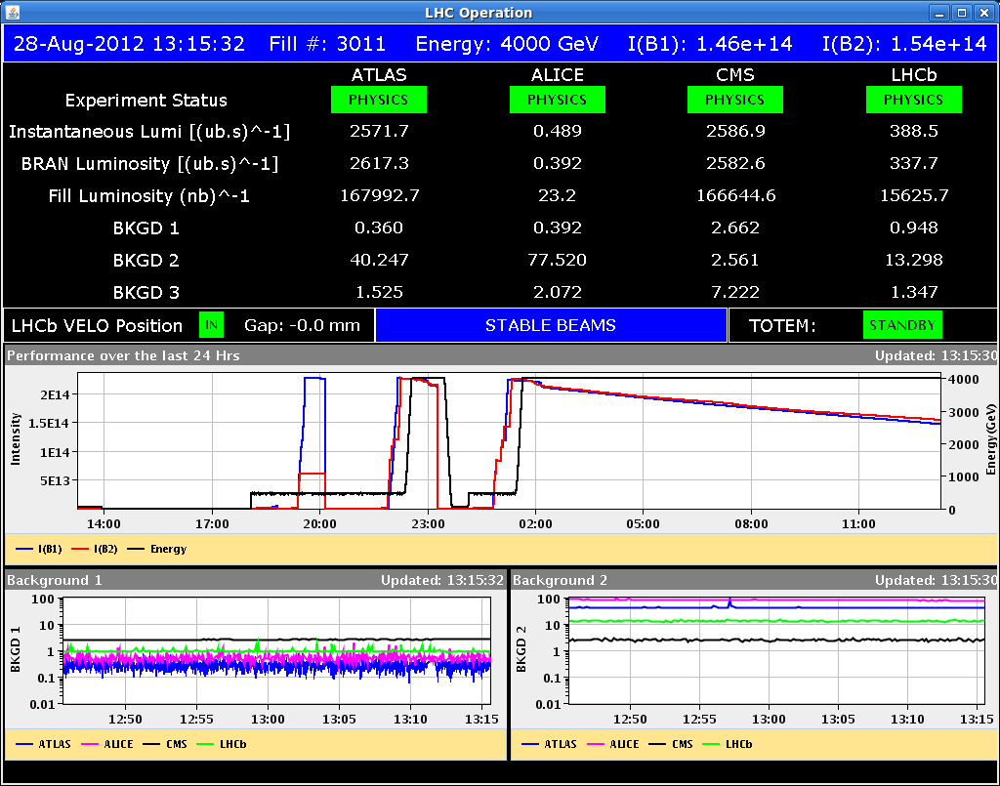 LHC Operation
28-Aug-2012 13:15:32 Fill #: 3011 Energy: 4000 GeV I(B1): 1.46e+14 I(B2): 1.54e+14
ATLAS ALICE CMS LHCb
Experiment Status PHYSICS PHYSICS PHYSICS PHYSICS
Instantaneous Lumi [(ub.s)^-1] 2571.7 0.489 2586.9 388.5
BRAN Luminosity [(ub.s)^-1] 2617.3 0.392 2582.6 337.7
Fill Luminosity (nb)^-1 167992.7 23.2 166644.6 15625.7
BKGD 1 0.360 0.392 2.662 0.948
BKGD 2 40.247 77.520 2.561 13.298
BKGD 3 1.525 2.072 7.222 1.347
LHCb VELO Position IN Gap: -0.0 mm STABLE BEAMS TOTEM: STANDBY
Performance over the last 24 Hrs Updated: 13:15:30
Intensity
2E14
1.5E14
1E14
5E13
4000
3000
2000
1000
0
Energy(GeV)
14:00 17:00 20:00 23:00 02:00 05:00 08:00 11:00
I(B1) I(B2) Energy
Background 1 Updated: 13:15:32
BKGD 1
100
10
1
0.1
0.01
12:50 12:55 13:00 13:05 13:10 13:15
ATLAS ALICE CMS LHCb
Background 2 Updated: 13:15:30
BKGD 2
100
10
1
0.1
0.01
12:50 12:55 13:00 13:05 13:10 13:15
ATLAS ALICE CMS LHCb